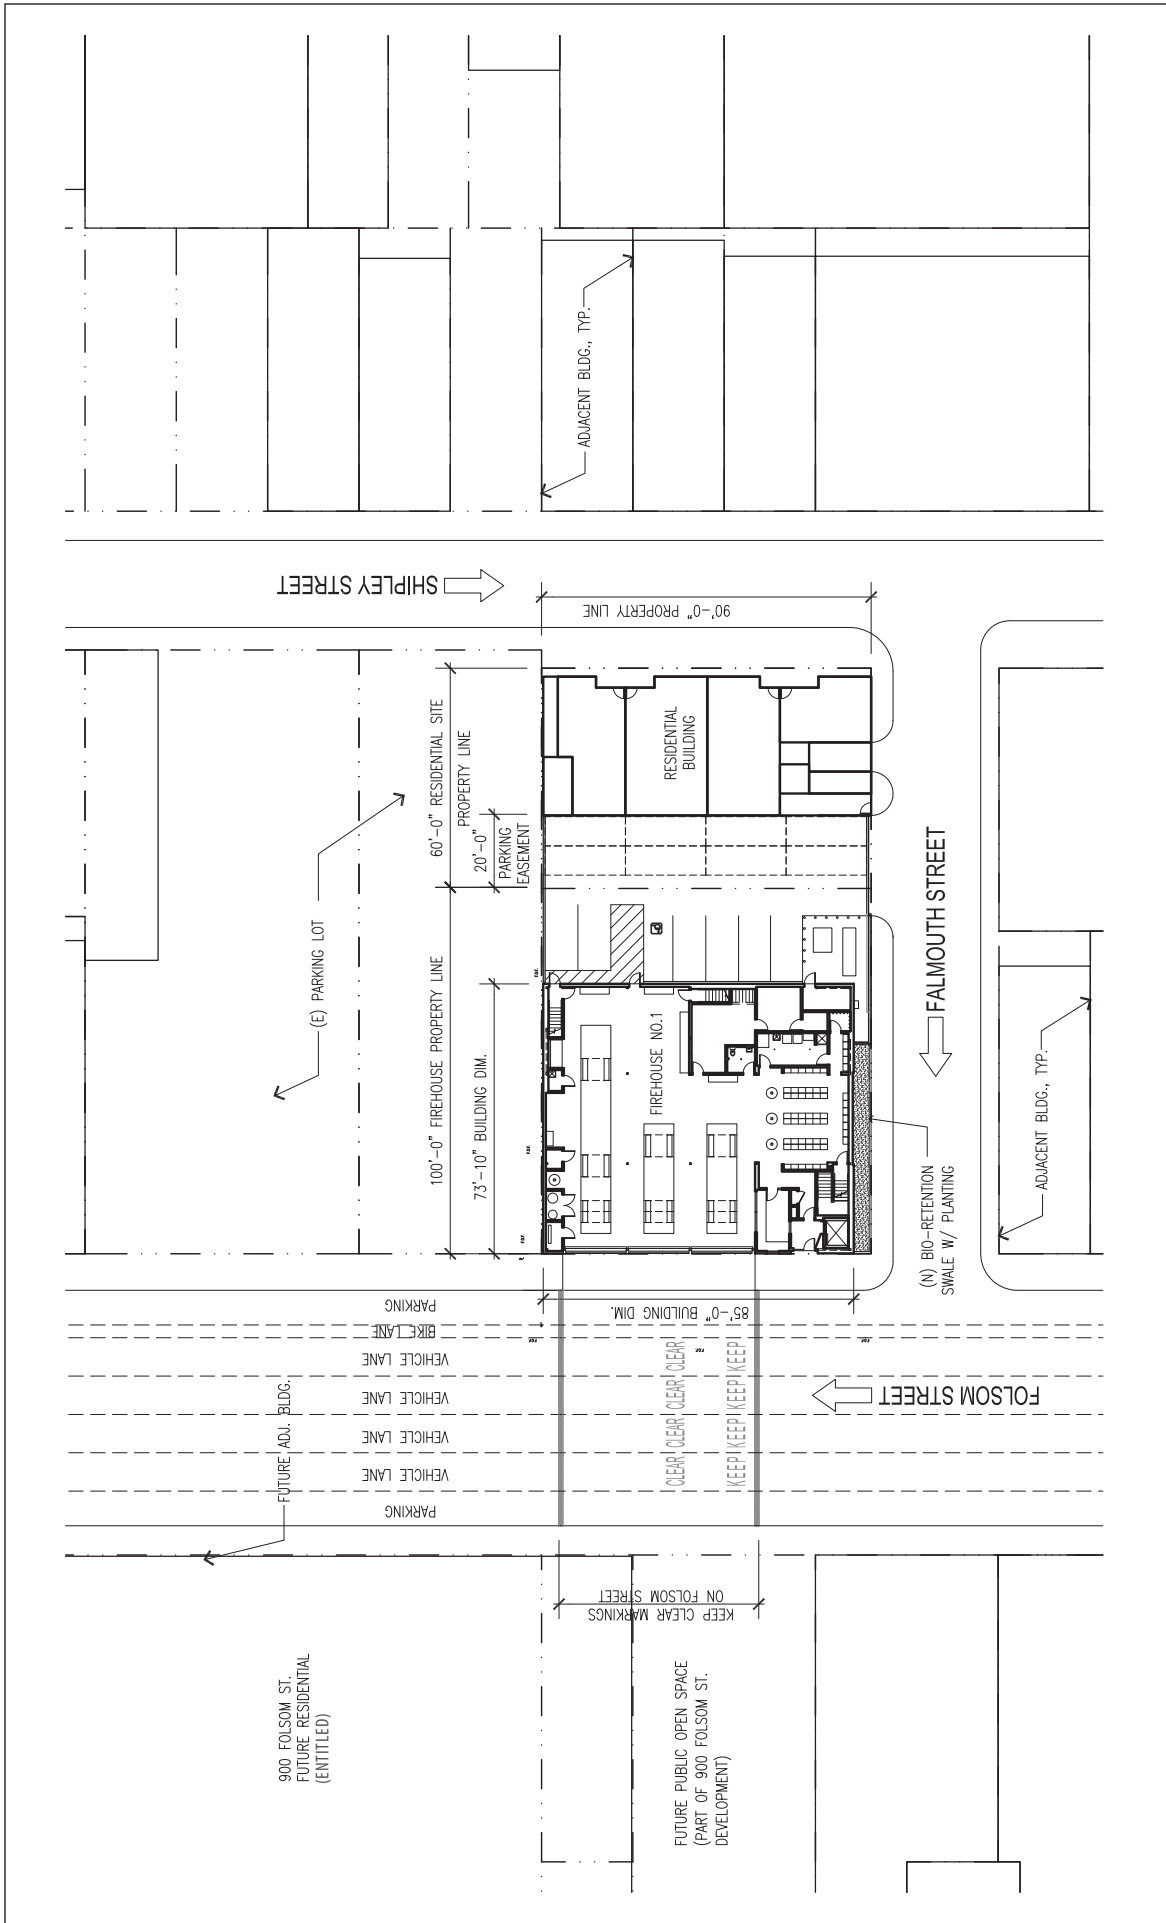 SHIPLEY STREET
90'-0" PROPERTY LINE
ADJACENT BLDG., TYP.
60'-0" RESIDENTIAL SITE
PROPERTY LINE
20'-0"
PARKING
EASEMENT
RESIDENTIAL
BUILDING
(E) PARKING LOT
100'-0" FIREHOUSE PROPERTY LINE
73'-10" BUILDING DIM.
FIREHOUSE NO.1
FALMOUTH STREET
ADJACENT BLDG., TYP.
(N) BIO-RETENTION
SWALE W/ PLANTING
85'-0" BUILDING DIM.
PARKING
BIKE LANE
VEHICLE LANE
VEHICLE LANE
VEHICLE LANE
VEHICLE LANE
PARKING
CLEAR CLEAR CLEAR CLEAR
KEEP KEEP KEEP KEEP
FOLSOM STREET
FUTURE ADJ. BLDG.
KEEP CLEAR MARKINGS
ON FOLSOM STREET
900 FOLSOM ST.
FUTURE RESIDENTIAL
(ENTITLED)
FUTURE PUBLIC OPEN SPACE
(PART OF 900 FOLSOM ST.
DEVELOPMENT)